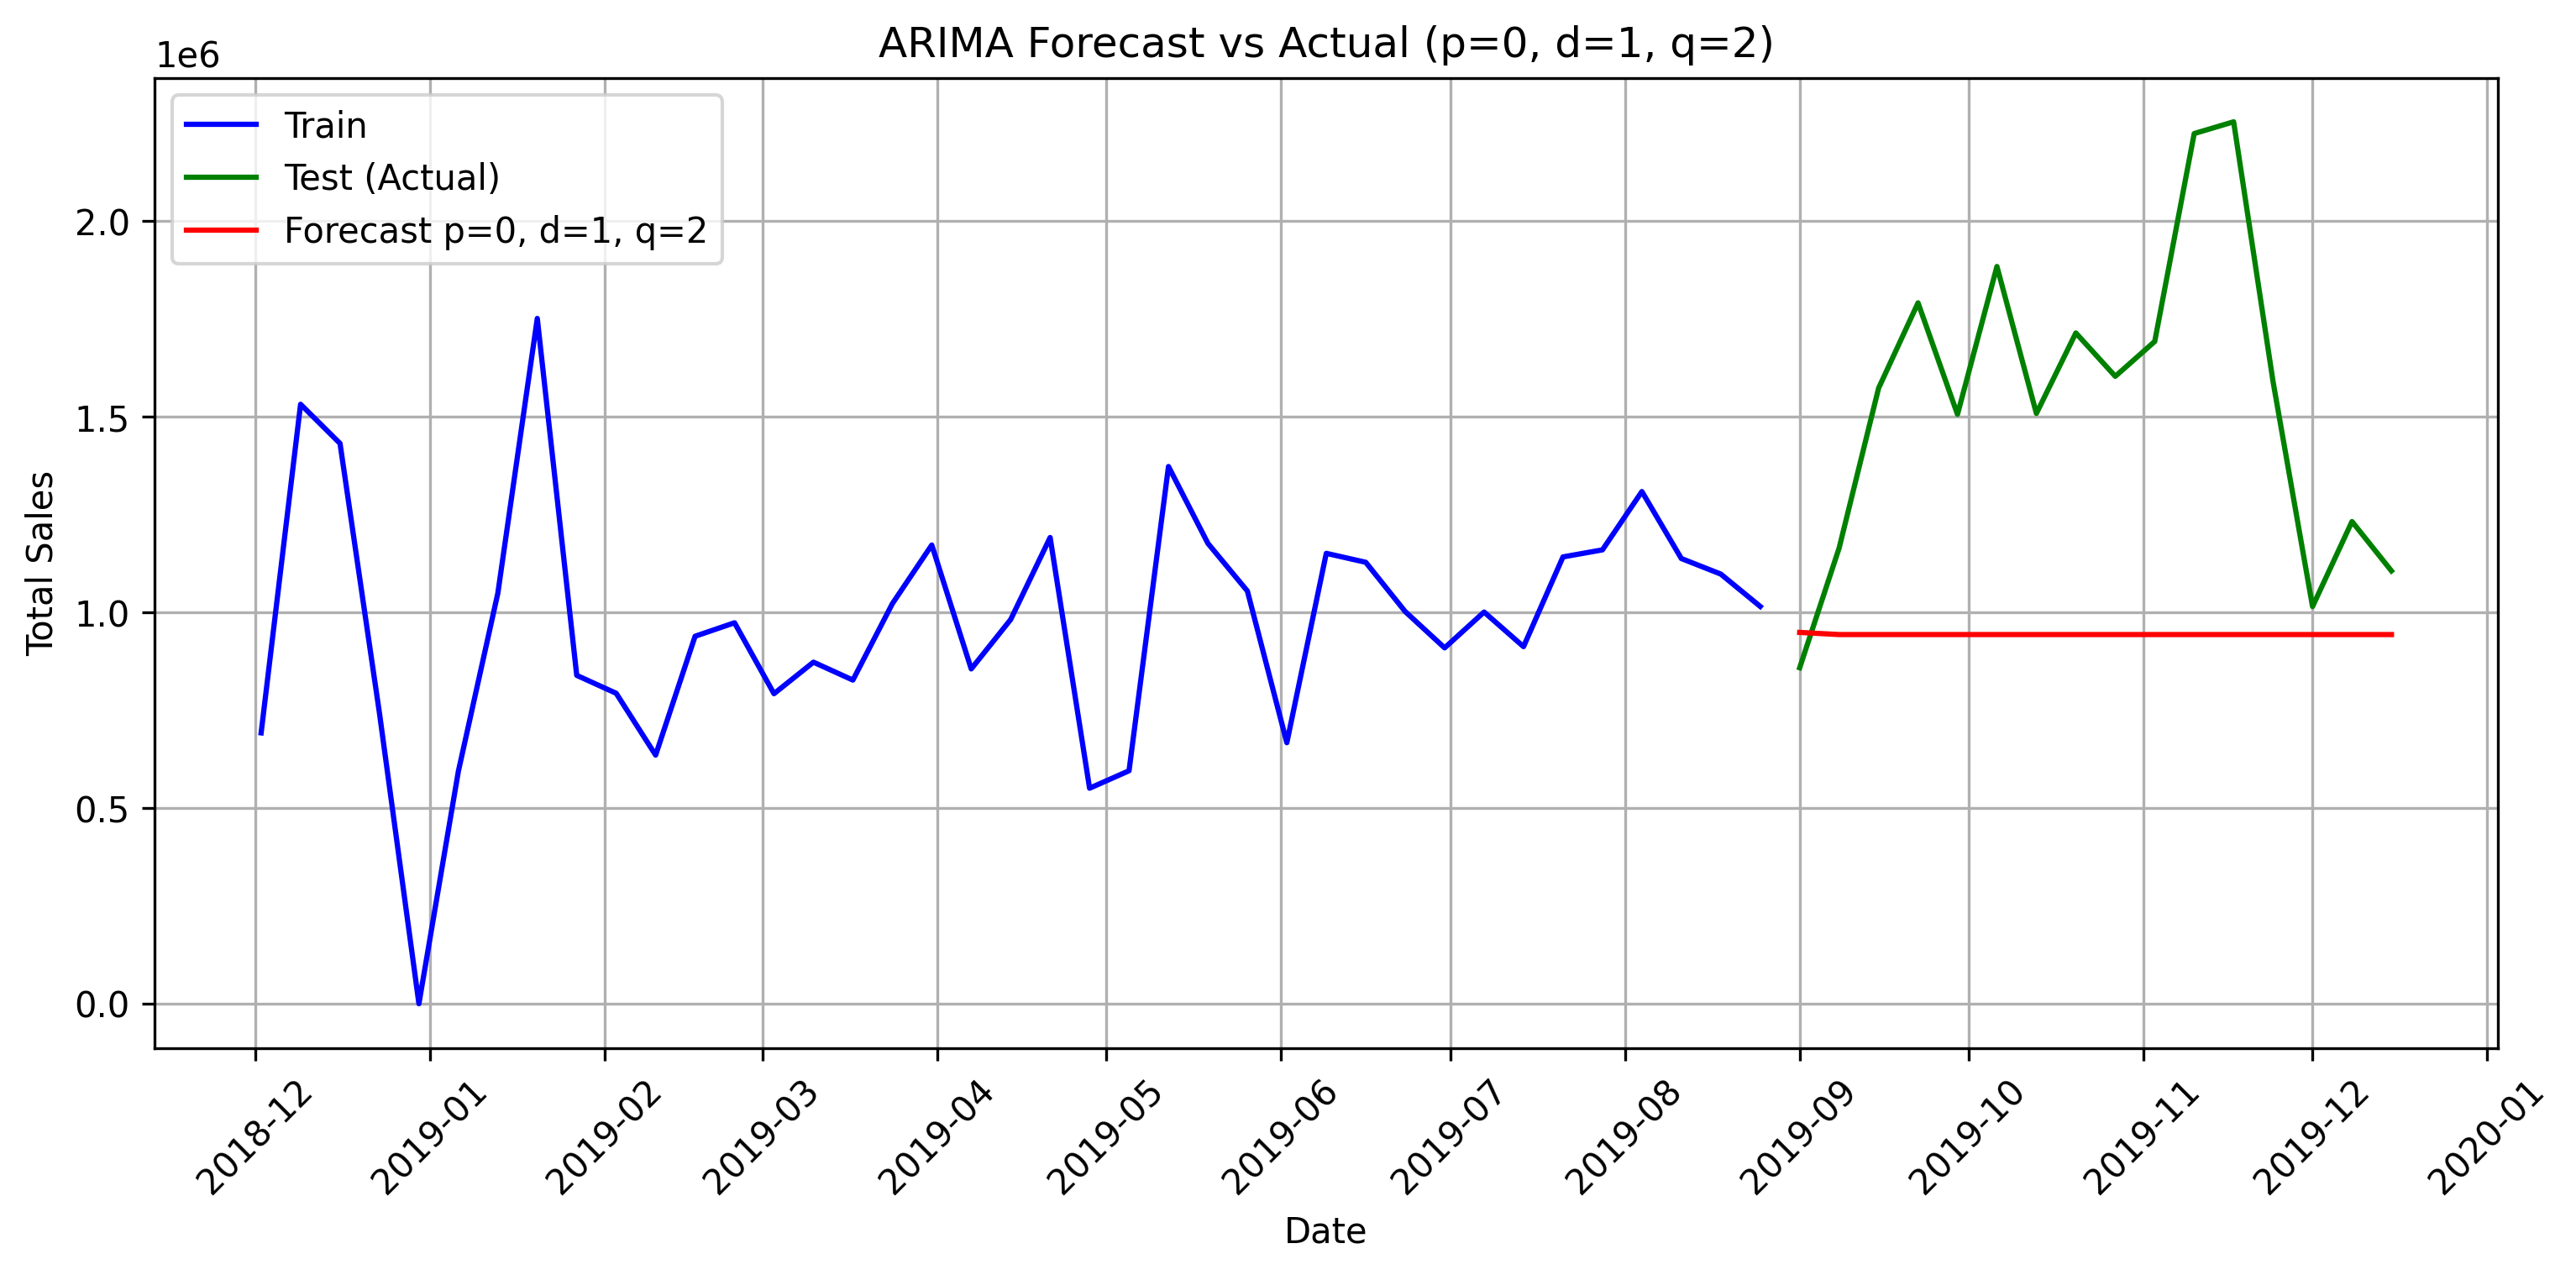 ARIMA Forecast vs Actual (p=0, d=1, q=2)
1e6
Train
Test (Actual)
Forecast p=0, d=1, q=2
2.0
1.5
1.0
0.5
0.0
Total Sales
2018-12
2019-01
2019-02
2019-03
2019-04
2019-05
2019-06
2019-07
2019-08
2019-09
2019-10
2019-11
2019-12
2020-01
Date